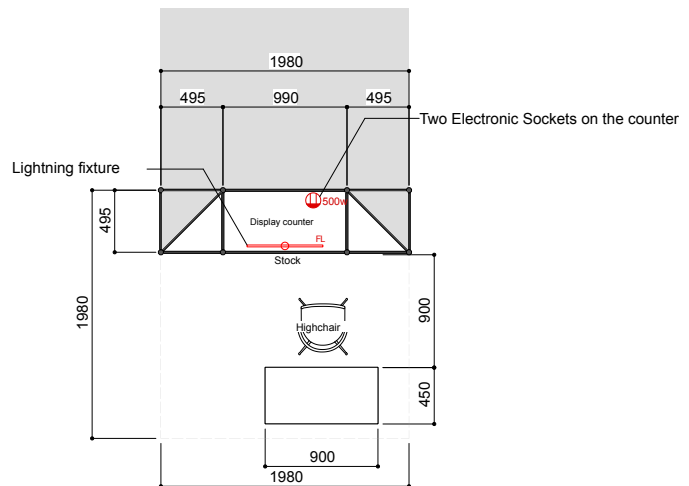 1980
495
990
495
Two Electronic Sockets on the counter
Lightning fixture
500w
495
Display counter
FL
Stock
1980
900
Highchair
450
900
1980